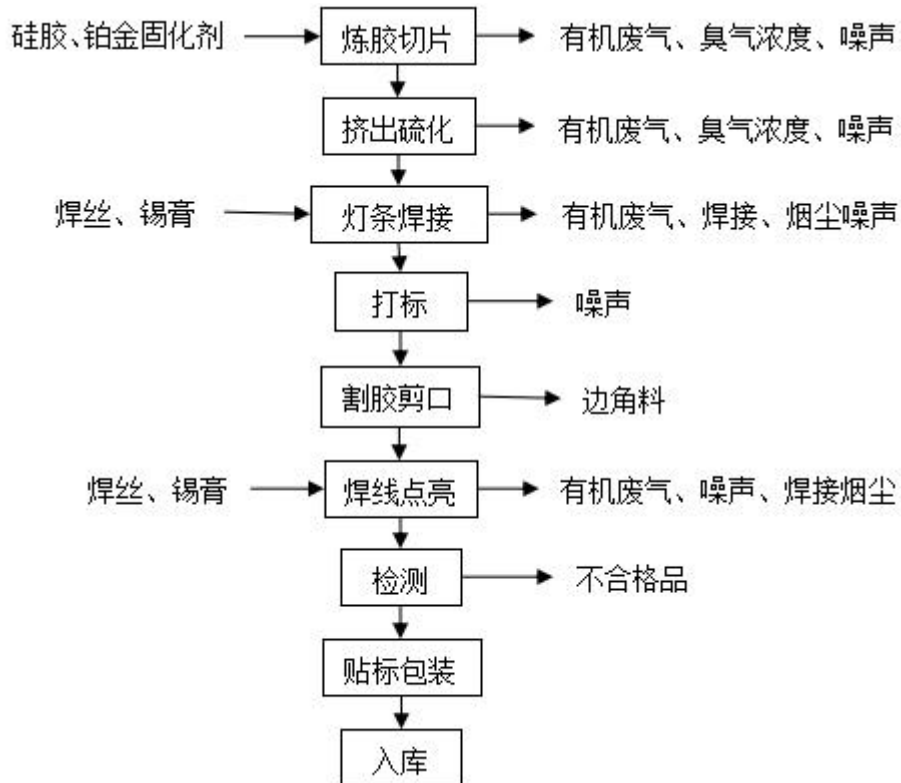 硅胶、铂金固化剂 炼胶切片 有机废气、臭气浓度、噪声
挤出硫化 有机废气、臭气浓度、噪声
焊丝、锡膏 灯条焊接 有机废气、焊接、烟尘噪声
打标 噪声
割胶剪口 边角料
焊丝、锡膏 焊线点亮 有机废气、噪声、焊接烟尘
检测 不合格品
贴标包装
入库